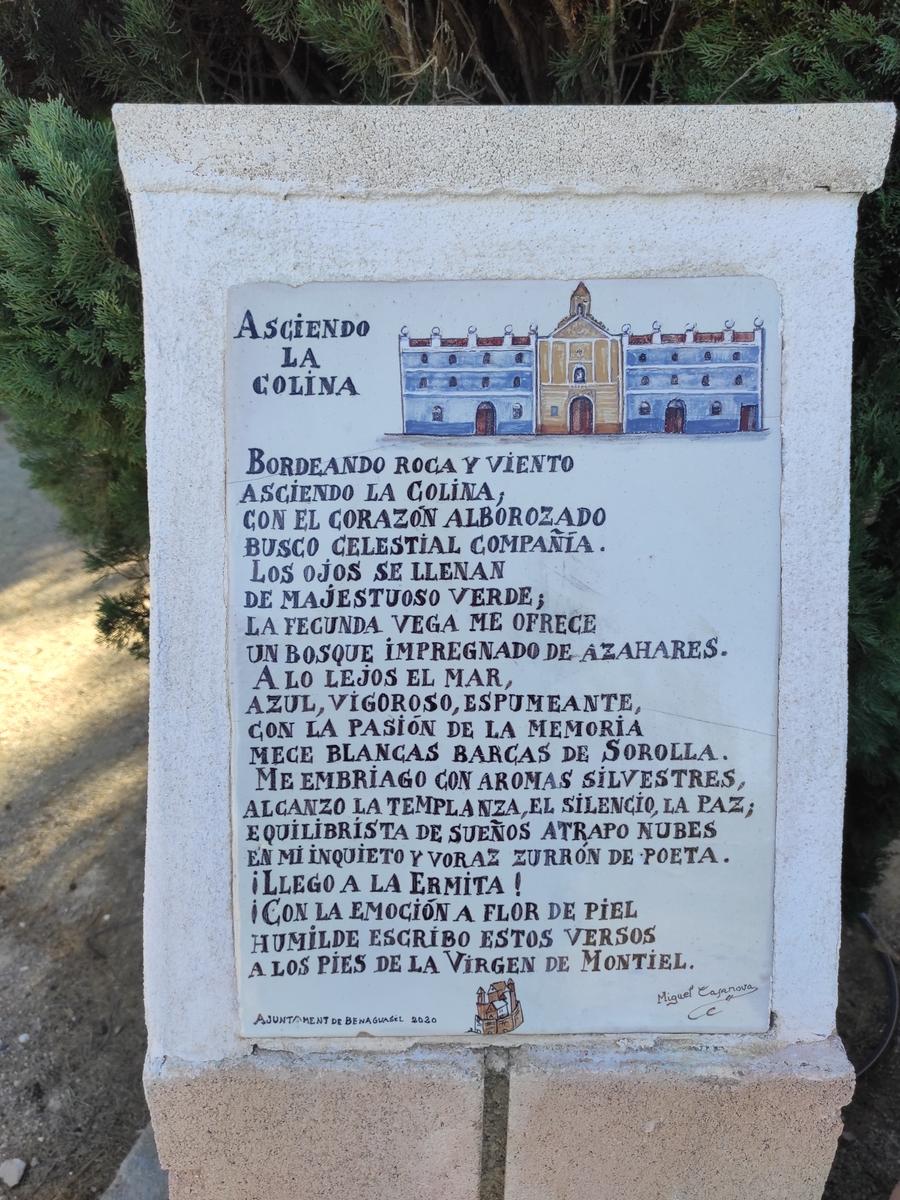 ASCIENDO
LA
COLINA
BORDEANDO ROCA Y VIENTO
ASCIENDO LA COLINA;
CON EL CORAZÓN ALBOROZADO
BUSCO CELESTIAL COMPAÑÍA.
LOS OJOS SE LLENAN
DE MAJESTUOSO VERDE;
LA FECUNDA VEGA ME OFRECE
UN BOSQUE IMPREGNADO DE AZAHARES.
A LO LEJOS EL MAR,
AZUL, VIGOROSO, ESPUMEANTE,
CON LA PASIÓN DE LA MEMORIA
MECE BLANCAS BARCAS DE SOROLLA.
ME EMBRIAGO CON AROMAS SILVESTRES,
ALCANZO LA TEMPLANZA, EL SILENCIO, LA PAZ;
EQUILIBRISTA DE SUEÑOS ATRAPO NUBES
EN MI INQUIETO Y VORAZ ZURRÓN DE POETA.
¡LLEGO A LA ERMITA!
¡CON LA EMOCIÓN A FLOR DE PIEL
HUMILDE ESCRIBO ESTOS VERSOS
A LOS PIES DE LA VIRGEN DE MONTIEL.
Miguel Casanova
AJUNTAMENT DE BENAGUASIL 2020